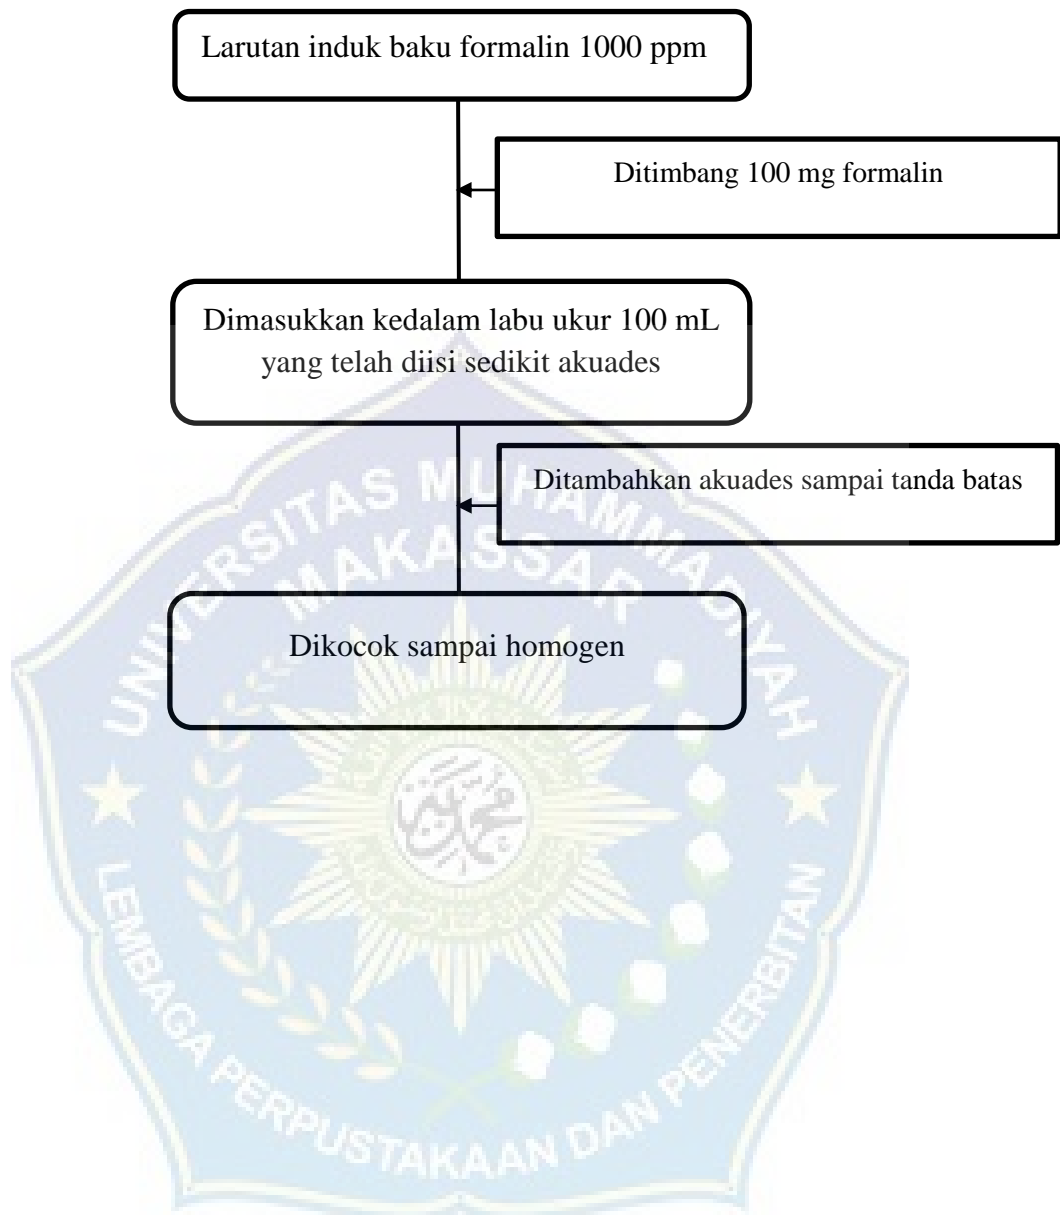 Larutan induk baku formalin 1000 ppm
Ditimbang 100 mg formalin
Dimasukkan kedalam labu ukur 100 mL
yang telah diisi sedikit akuades
Ditambahkan akuades sampai tanda batas
Dikocok sampai homogen
UNIVERSITAS MUHAMMADIYAH
MAKASSAR
محمدية
LEMBAGA PERPUSTAKAAN DAN PENERBITAN